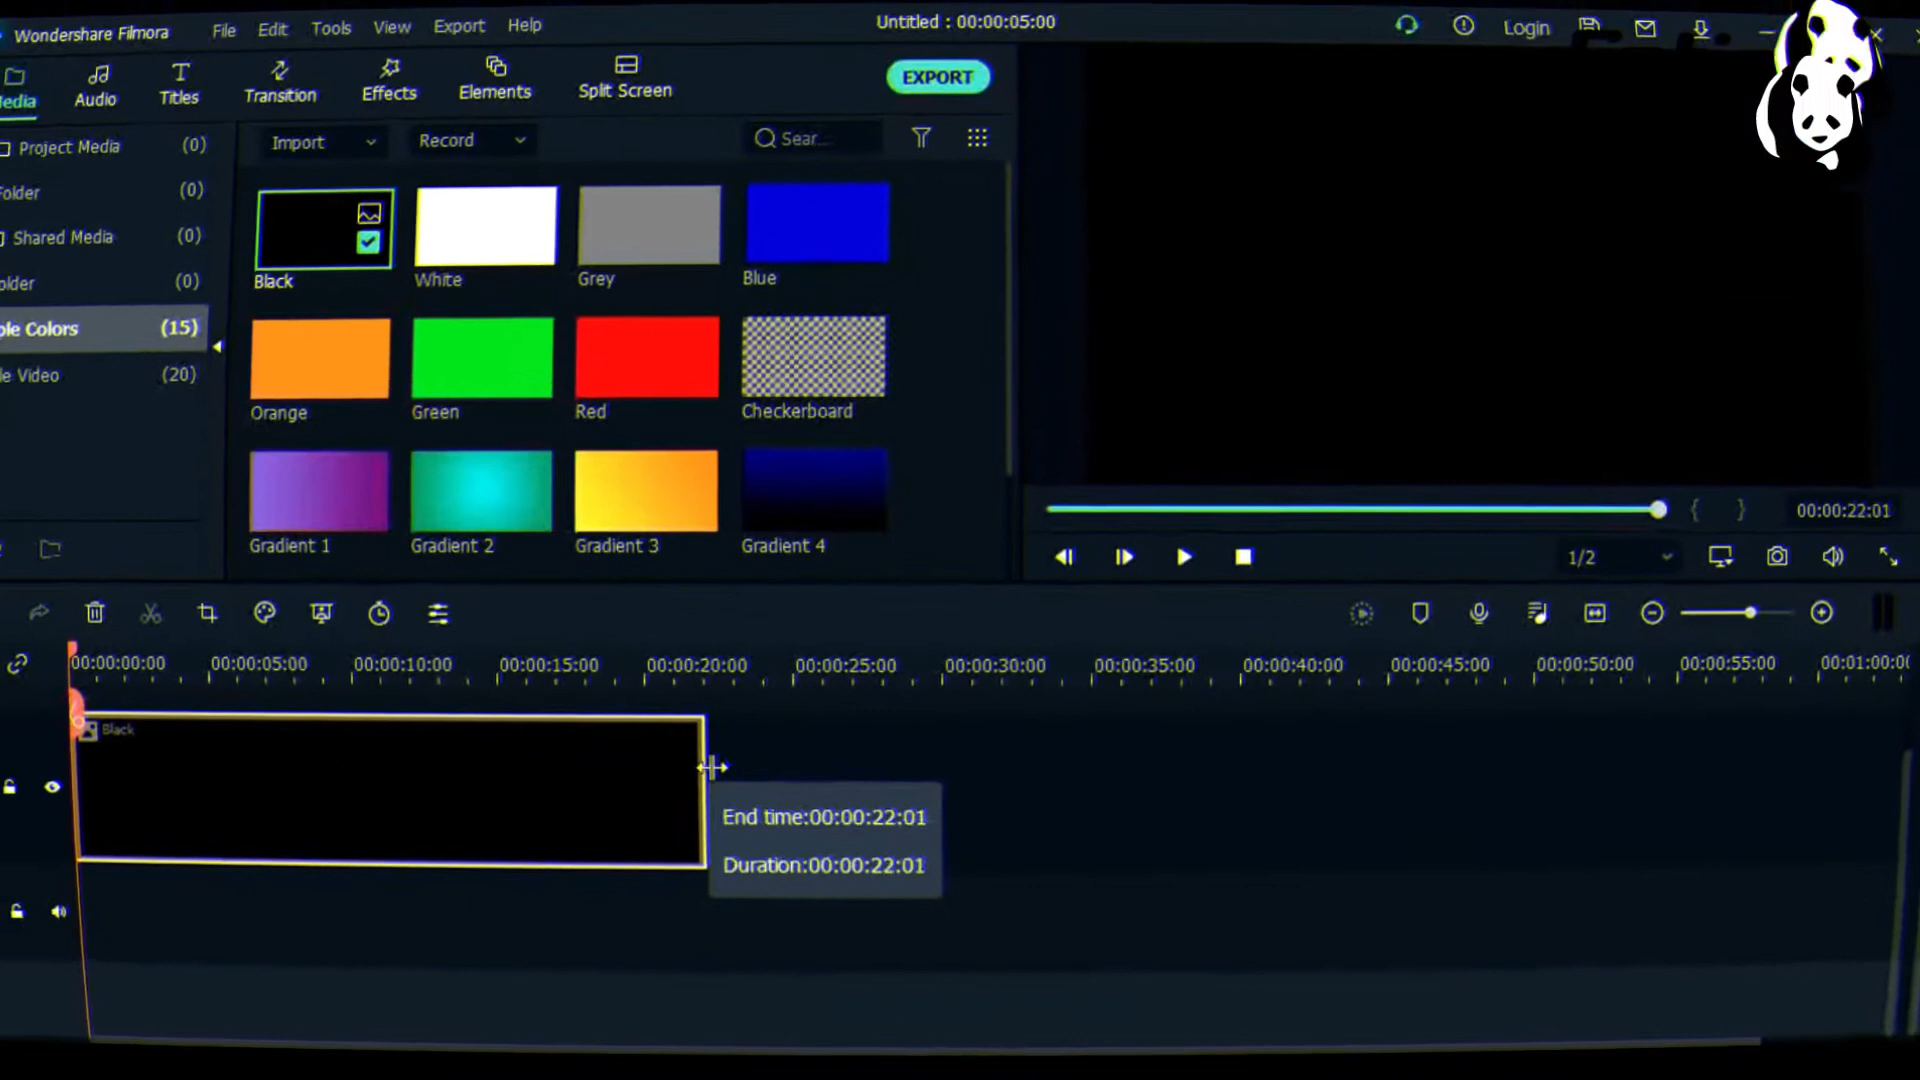 Wondershare Filmora File Edit Tools View Export Help Untitled : 00:00:05:00 Login
Media Audio Titles Transition Effects Elements Split Screen EXPORT
Project Media (0)
Folder (0)
Shared Media (0)
older (0)
ple Colors (15)
le Video (20)
Import Record Sear...
Black White Grey Blue
Orange Green Red Checkerboard
Gradient 1 Gradient 2 Gradient 3 Gradient 4
{ } 00:00:22:01
1/2
00:00:00:00 00:00:05:00 00:00:10:00 00:00:15:00 00:00:20:00 00:00:25:00 00:00:30:00 00:00:35:00 00:00:40:00 00:00:45:00 00:00:50:00 00:00:55:00 00:01:00:0
Black
End time:00:00:22:01
Duration:00:00:22:01